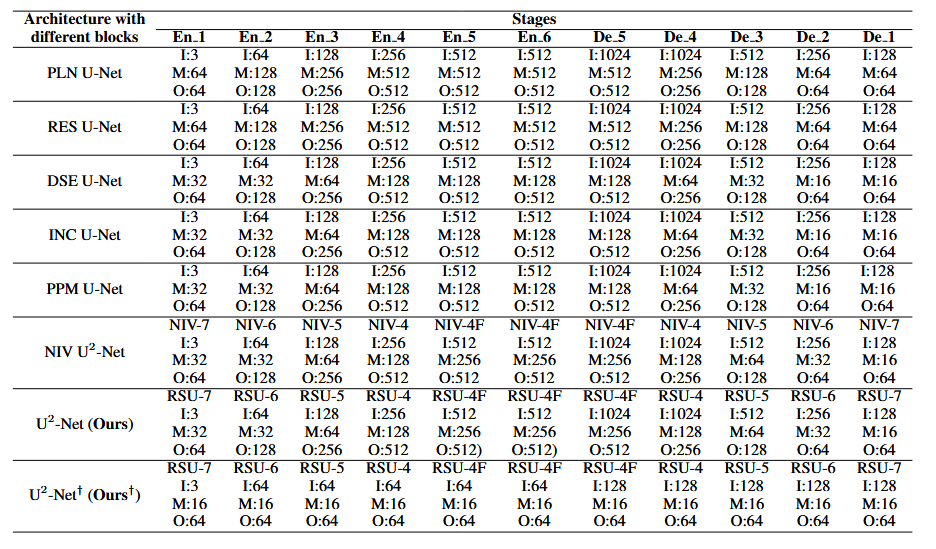 Architecture with different blocks Stages
En_1 En_2 En_3 En_4 En_5 En_6 De_5 De_4 De_3 De_2 De_1
PLN U-Net
I:3 I:64 I:128 I:256 I:512 I:512 I:1024 I:1024 I:512 I:256 I:128
M:64 M:128 M:256 M:512 M:512 M:512 M:512 M:256 M:128 M:64 M:64
O:64 O:128 O:256 O:512 O:512 O:512 O:512 O:256 O:128 O:64 O:64
RES U-Net
I:3 I:64 I:128 I:256 I:512 I:512 I:1024 I:1024 I:512 I:256 I:128
M:64 M:128 M:256 M:512 M:512 M:512 M:512 M:256 M:128 M:64 M:64
O:64 O:128 O:256 O:512 O:512 O:512 O:512 O:256 O:128 O:64 O:64
DSE U-Net
I:3 I:64 I:128 I:256 I:512 I:512 I:1024 I:1024 I:512 I:256 I:128
M:32 M:32 M:64 M:128 M:128 M:128 M:128 M:64 M:32 M:16 M:16
O:64 O:128 O:256 O:512 O:512 O:512 O:512 O:256 O:128 O:64 O:64
INC U-Net
I:3 I:64 I:128 I:256 I:512 I:512 I:1024 I:1024 I:512 I:256 I:128
M:32 M:32 M:64 M:128 M:128 M:128 M:128 M:64 M:32 M:16 M:16
O:64 O:128 O:256 O:512 O:512 O:512 O:512 O:256 O:128 O:64 O:64
PPM U-Net
I:3 I:64 I:128 I:256 I:512 I:512 I:1024 I:1024 I:512 I:256 I:128
M:32 M:32 M:64 M:128 M:128 M:128 M:128 M:64 M:32 M:16 M:16
O:64 O:128 O:256 O:512 O:512 O:512 O:512 O:256 O:128 O:64 O:64
NIV U²-Net
NIV-7 NIV-6 NIV-5 NIV-4 NIV-4F NIV-4F NIV-4F NIV-4 NIV-5 NIV-6 NIV-7
I:3 I:64 I:128 I:256 I:512 I:512 I:1024 I:1024 I:512 I:256 I:128
M:32 M:32 M:64 M:128 M:256 M:256 M:256 M:128 M:64 M:32 M:16
O:64 O:128 O:256 O:512 O:512 O:512 O:512 O:256 O:128 O:64 O:64
U²-Net (Ours)
RSU-7 RSU-6 RSU-5 RSU-4 RSU-4F RSU-4F RSU-4F RSU-4 RSU-5 RSU-6 RSU-7
I:3 I:64 I:128 I:256 I:512 I:512 I:1024 I:1024 I:512 I:256 I:128
M:32 M:32 M:64 M:128 M:256 M:256 M:256 M:128 M:64 M:32 M:16
O:64 O:128 O:256 O:512 O:512) O:512) O:512 O:256 O:128 O:64 O:64
U²-Net† (Ours†)
RSU-7 RSU-6 RSU-5 RSU-4 RSU-4F RSU-4F RSU-4F RSU-4 RSU-5 RSU-6 RSU-7
I:3 I:64 I:64 I:64 I:64 I:64 I:128 I:128 I:128 I:128 I:128
M:16 M:16 M:16 M:16 M:16 M:16 M:16 M:16 M:16 M:16 M:16
O:64 O:64 O:64 O:64 O:64 O:64 O:64 O:64 O:64 O:64 O:64